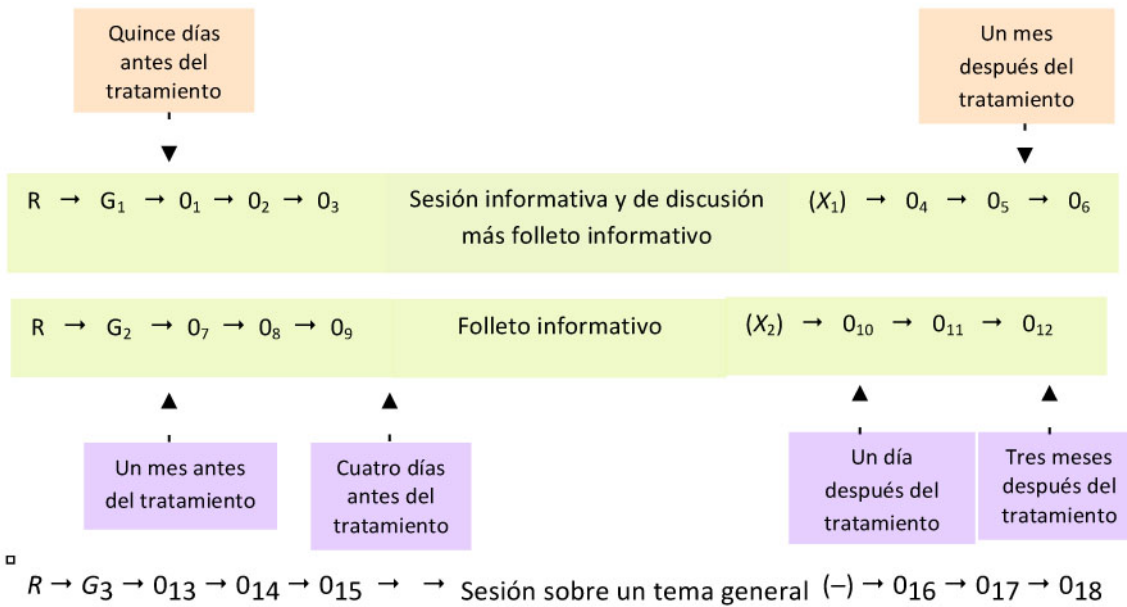 Quince días
antes del
tratamiento
Un mes
después del
tratamiento
R → G₁ → 0₁ → 0₂ → 0₃ Sesión informativa y de discusión (X₁) → 0₄ → 0₅ → 0₆
más folleto informativo
R → G₂ → 0₇ → 0₈ → 0₉ Folleto informativo (X₂) → 0₁₀ → 0₁₁ → 0₁₂
Un mes antes
del tratamiento
Cuatro días
antes del
tratamiento
Un día
después del
tratamiento
Tres meses
después del
tratamiento
R → G3 → 0₁₃ → 0₁₄ → 0₁₅ → → Sesión sobre un tema general (–) → 0₁₆ → 0₁₇ → 0₁₈